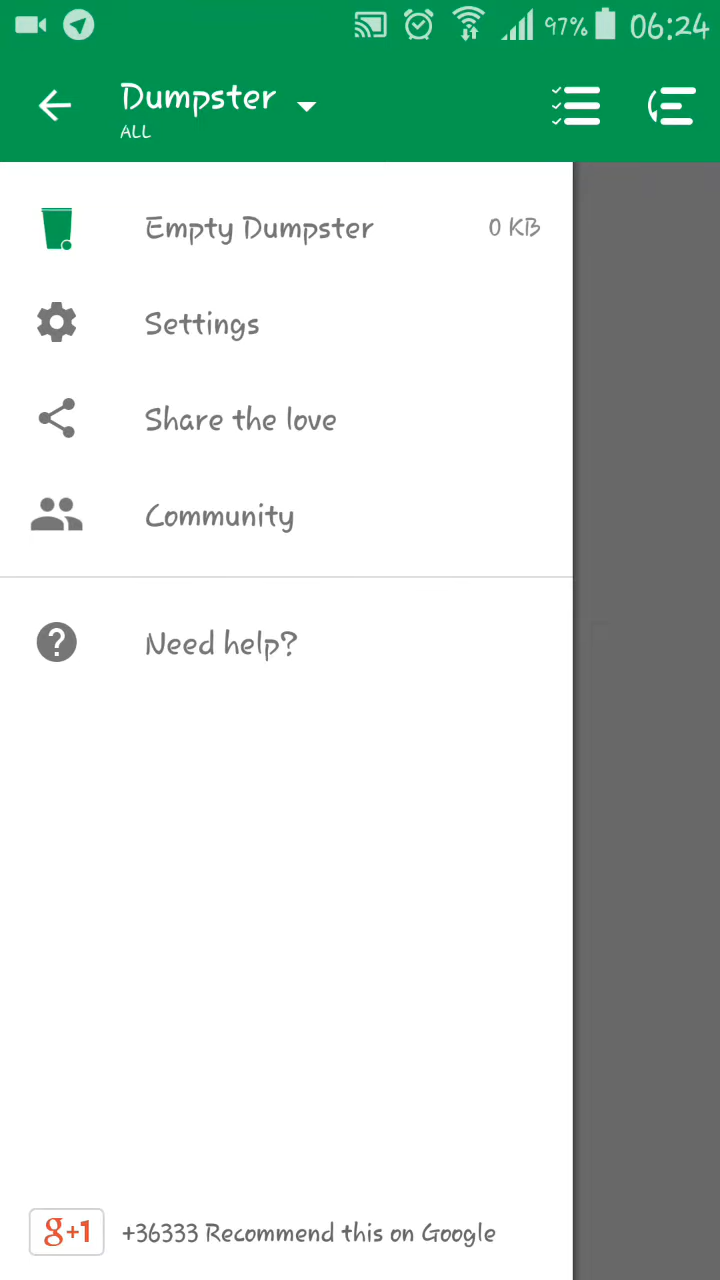 97% 06:24
Dumpster
ALL
Empty Dumpster 0 KB
Settings
Share the love
Community
Need help?
g+1 +36333 Recommend this on Google